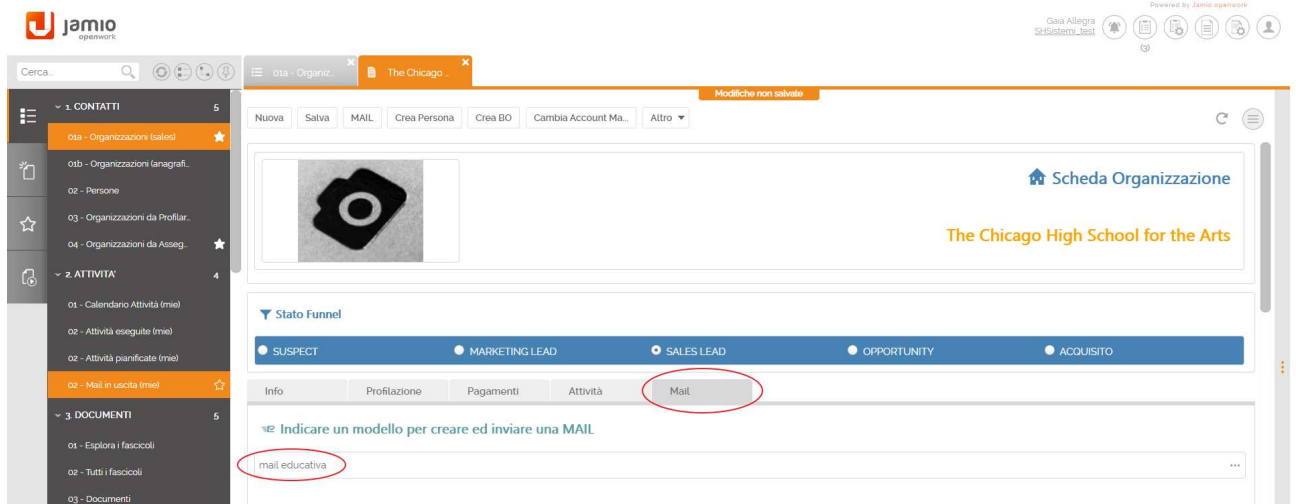 Powered by Jamio openwork
Jamio
openwork
Gaia Allegra
SHSistemi_test
(3)
Cerca...
01a - Organiz...
The Chicago ...
Modifiche non salvate
1. CONTATTI 5
01a - Organizzazioni (sales)
01b - Organizzazioni (anagrafi...
02 - Persone
03 - Organizzazioni da Profilar...
04 - Organizzazioni da Asseg...
2. ATTIVITA' 4
01 - Calendario Attività (mie)
02 - Attività eseguite (mie)
02 - Attività pianificate (mie)
02 - Mail in uscita (mie)
3. DOCUMENTI 5
01 - Esplora i fascicoli
02 - Tutti i fascicoli
03 - Documenti
Nuova Salva MAIL Crea Persona Crea BO Cambia Account Ma... Altro
Scheda Organizzazione
The Chicago High School for the Arts
Stato Funnel
SUSPECT MARKETING LEAD SALES LEAD OPPORTUNITY ACQUISITO
Info Profilazione Pagamenti Attività Mail
Indicare un modello per creare ed inviare una MAIL
mail educativa ...